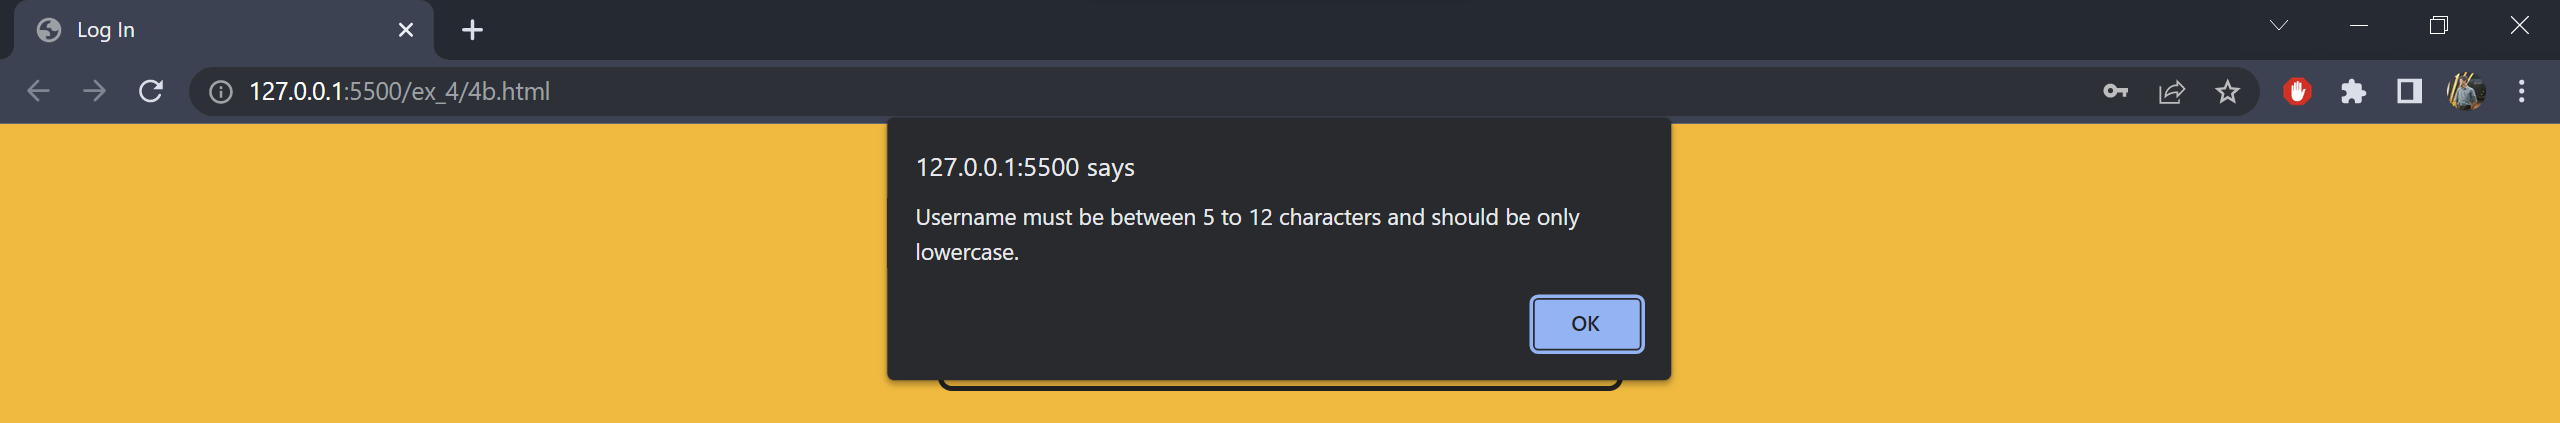 Log In
127.0.0.1:5500/ex_4/4b.html
127.0.0.1:5500 says
Username must be between 5 to 12 characters and should be only
lowercase.
OK